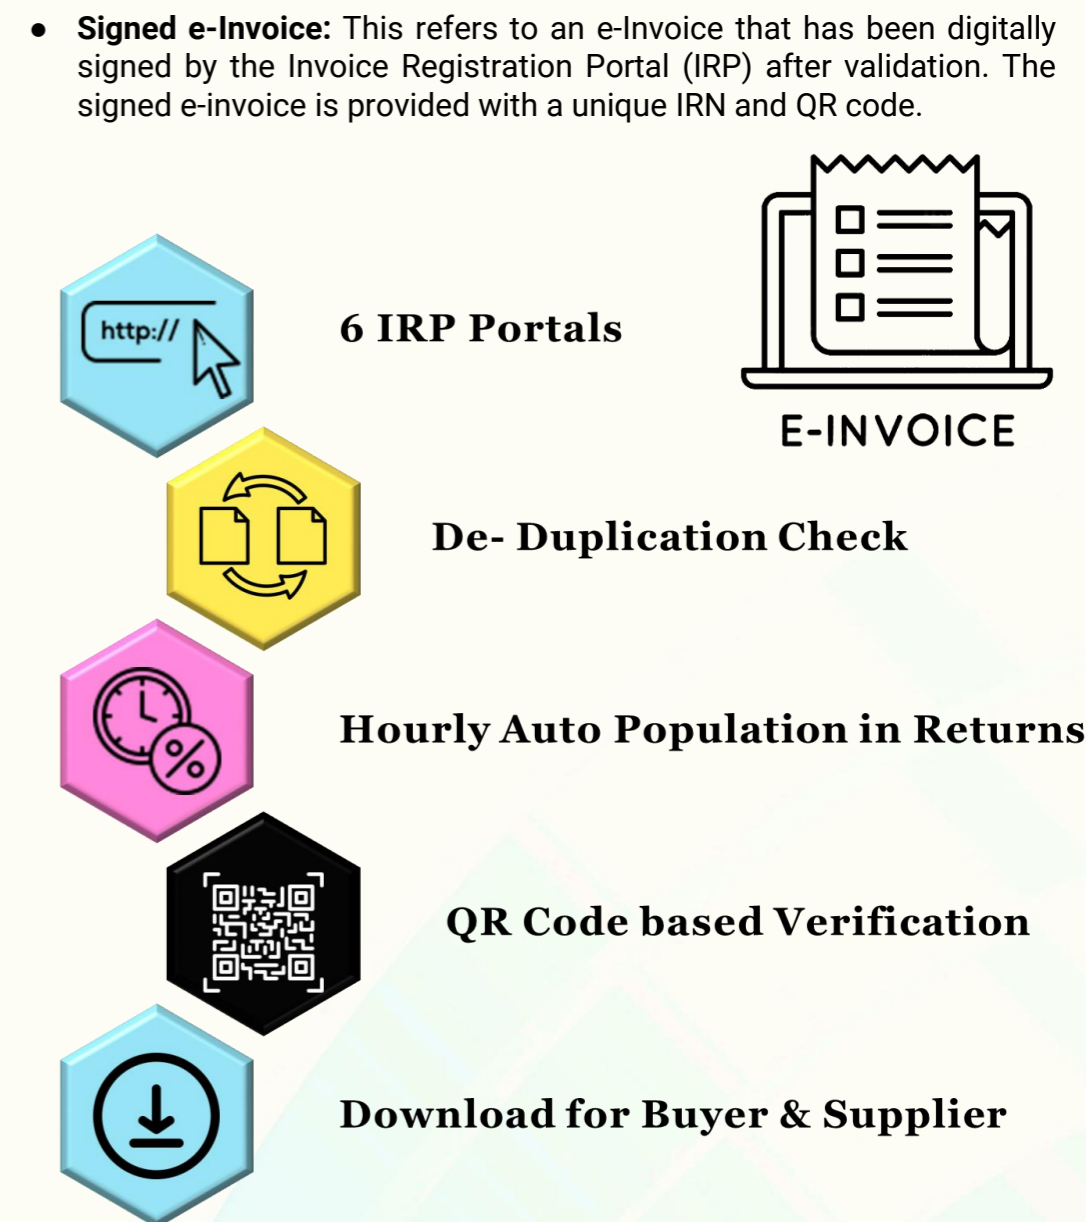 ● Signed e-Invoice: This refers to an e-Invoice that has been digitally
signed by the Invoice Registration Portal (IRP) after validation. The
signed e-invoice is provided with a unique IRN and QR code.
http://
6 IRP Portals
E-INVOICE
De- Duplication Check
%
Hourly Auto Population in Returns
QR Code based Verification
Download for Buyer & Supplier